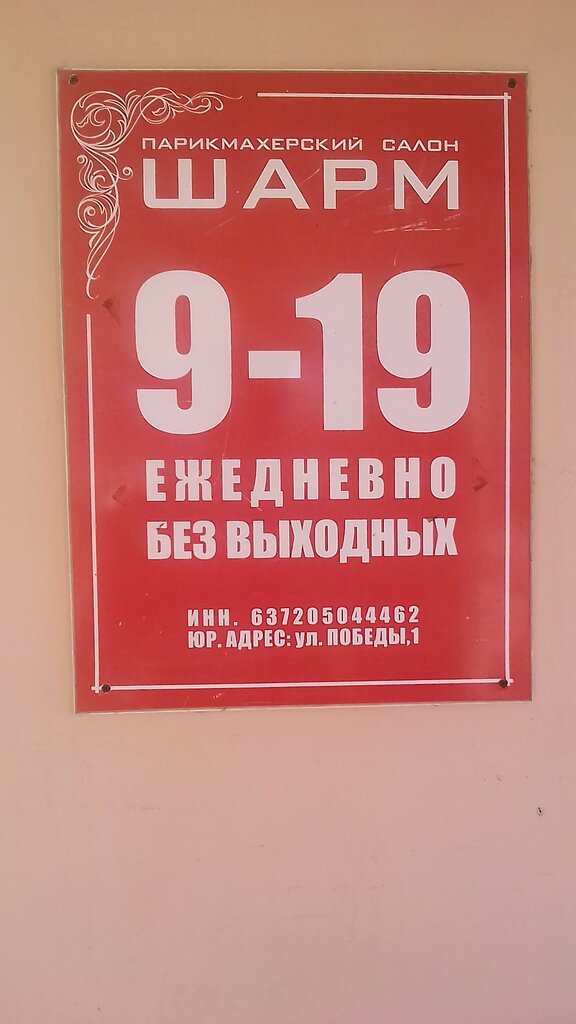 ПАРИКМАХЕРСКИЙ САЛОН
ШАРМ
9-19
ЕЖЕДНЕВНО
БЕЗ ВЫХОДНЫХ
ИНН. 637205044462
ЮР. АДРЕС: ул. ПОБЕДЫ,1